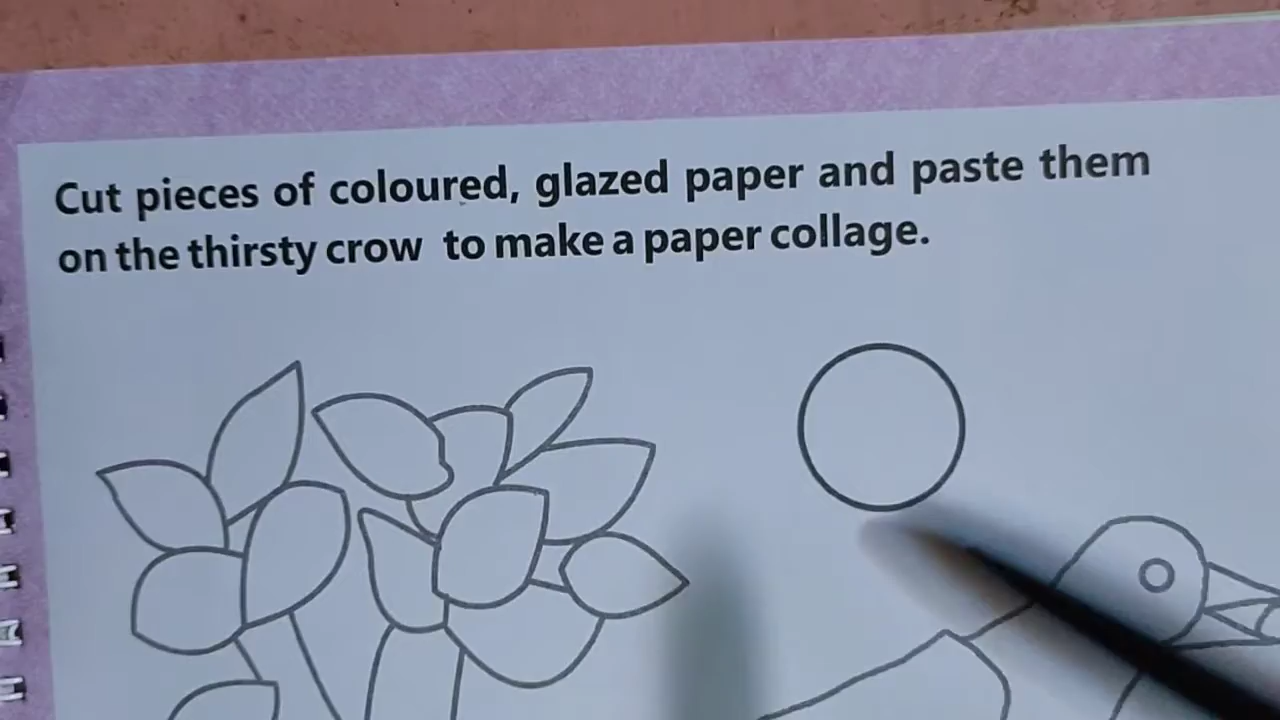 Cut pieces of coloured, glazed paper and paste them
on the thirsty crow to make a paper collage.